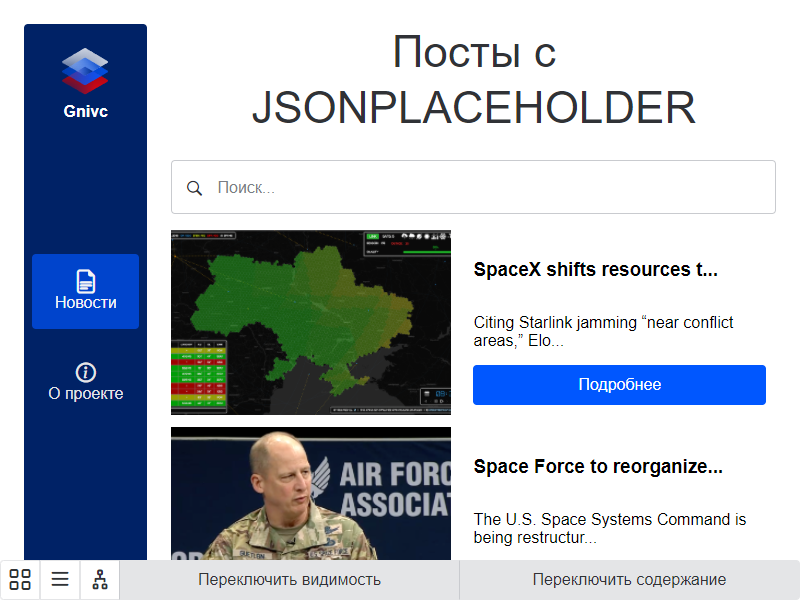 Gnivc
Новости
О проекте
Посты с
JSONPLACEHOLDER
Поиск...
SpaceX shifts resources t...
Citing Starlink jamming “near conflict
areas,” Elo...
Подробнее
AIR FORC
ASSOCIAT
Space Force to reorganize...
The U.S. Space Systems Command is
being restructur...
Переключить видимость
Переключить содержание